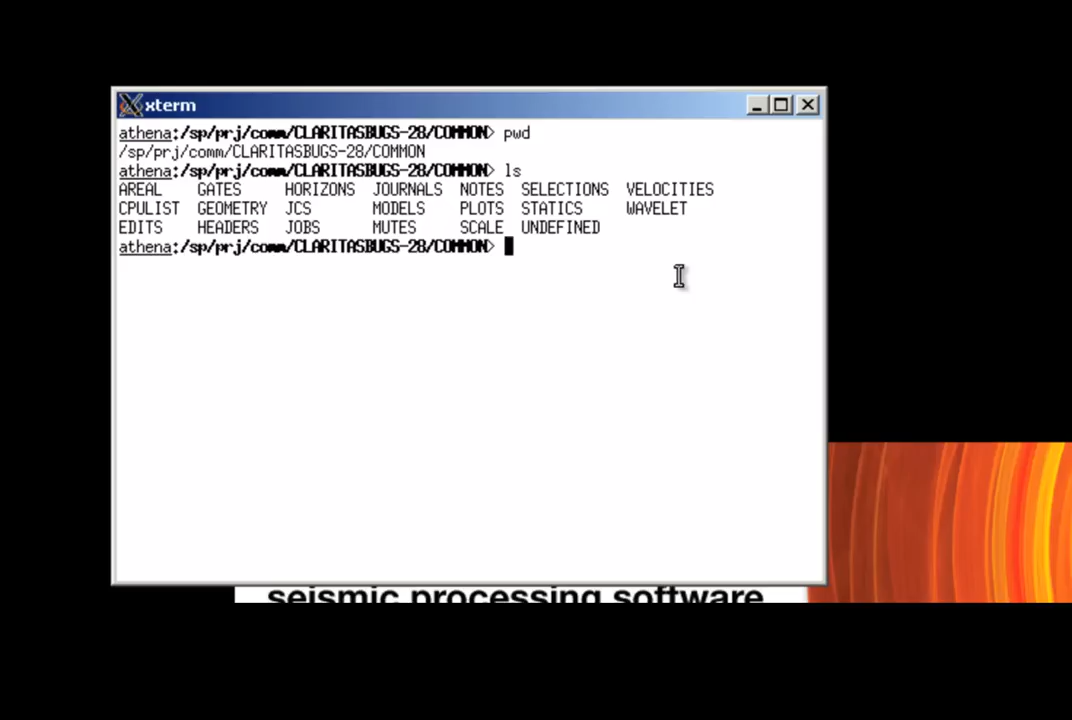 xterm
athena:/sp/prj/comm/CLARITASBUGS-28/COMMON> pwd
/sp/prj/comm/CLARITASBUGS-28/COMMON
athena:/sp/prj/comm/CLARITASBUGS-28/COMMON> ls
AREAL GATES HORIZONS JOURNALS NOTES SELECTIONS VELOCITIES
CPULIST GEOMETRY JCS MODELS PLOTS STATICS WAVELET
EDITS HEADERS JOBS MUTES SCALE UNDEFINED
athena:/sp/prj/comm/CLARITASBUGS-28/COMMON>
seismic processing software